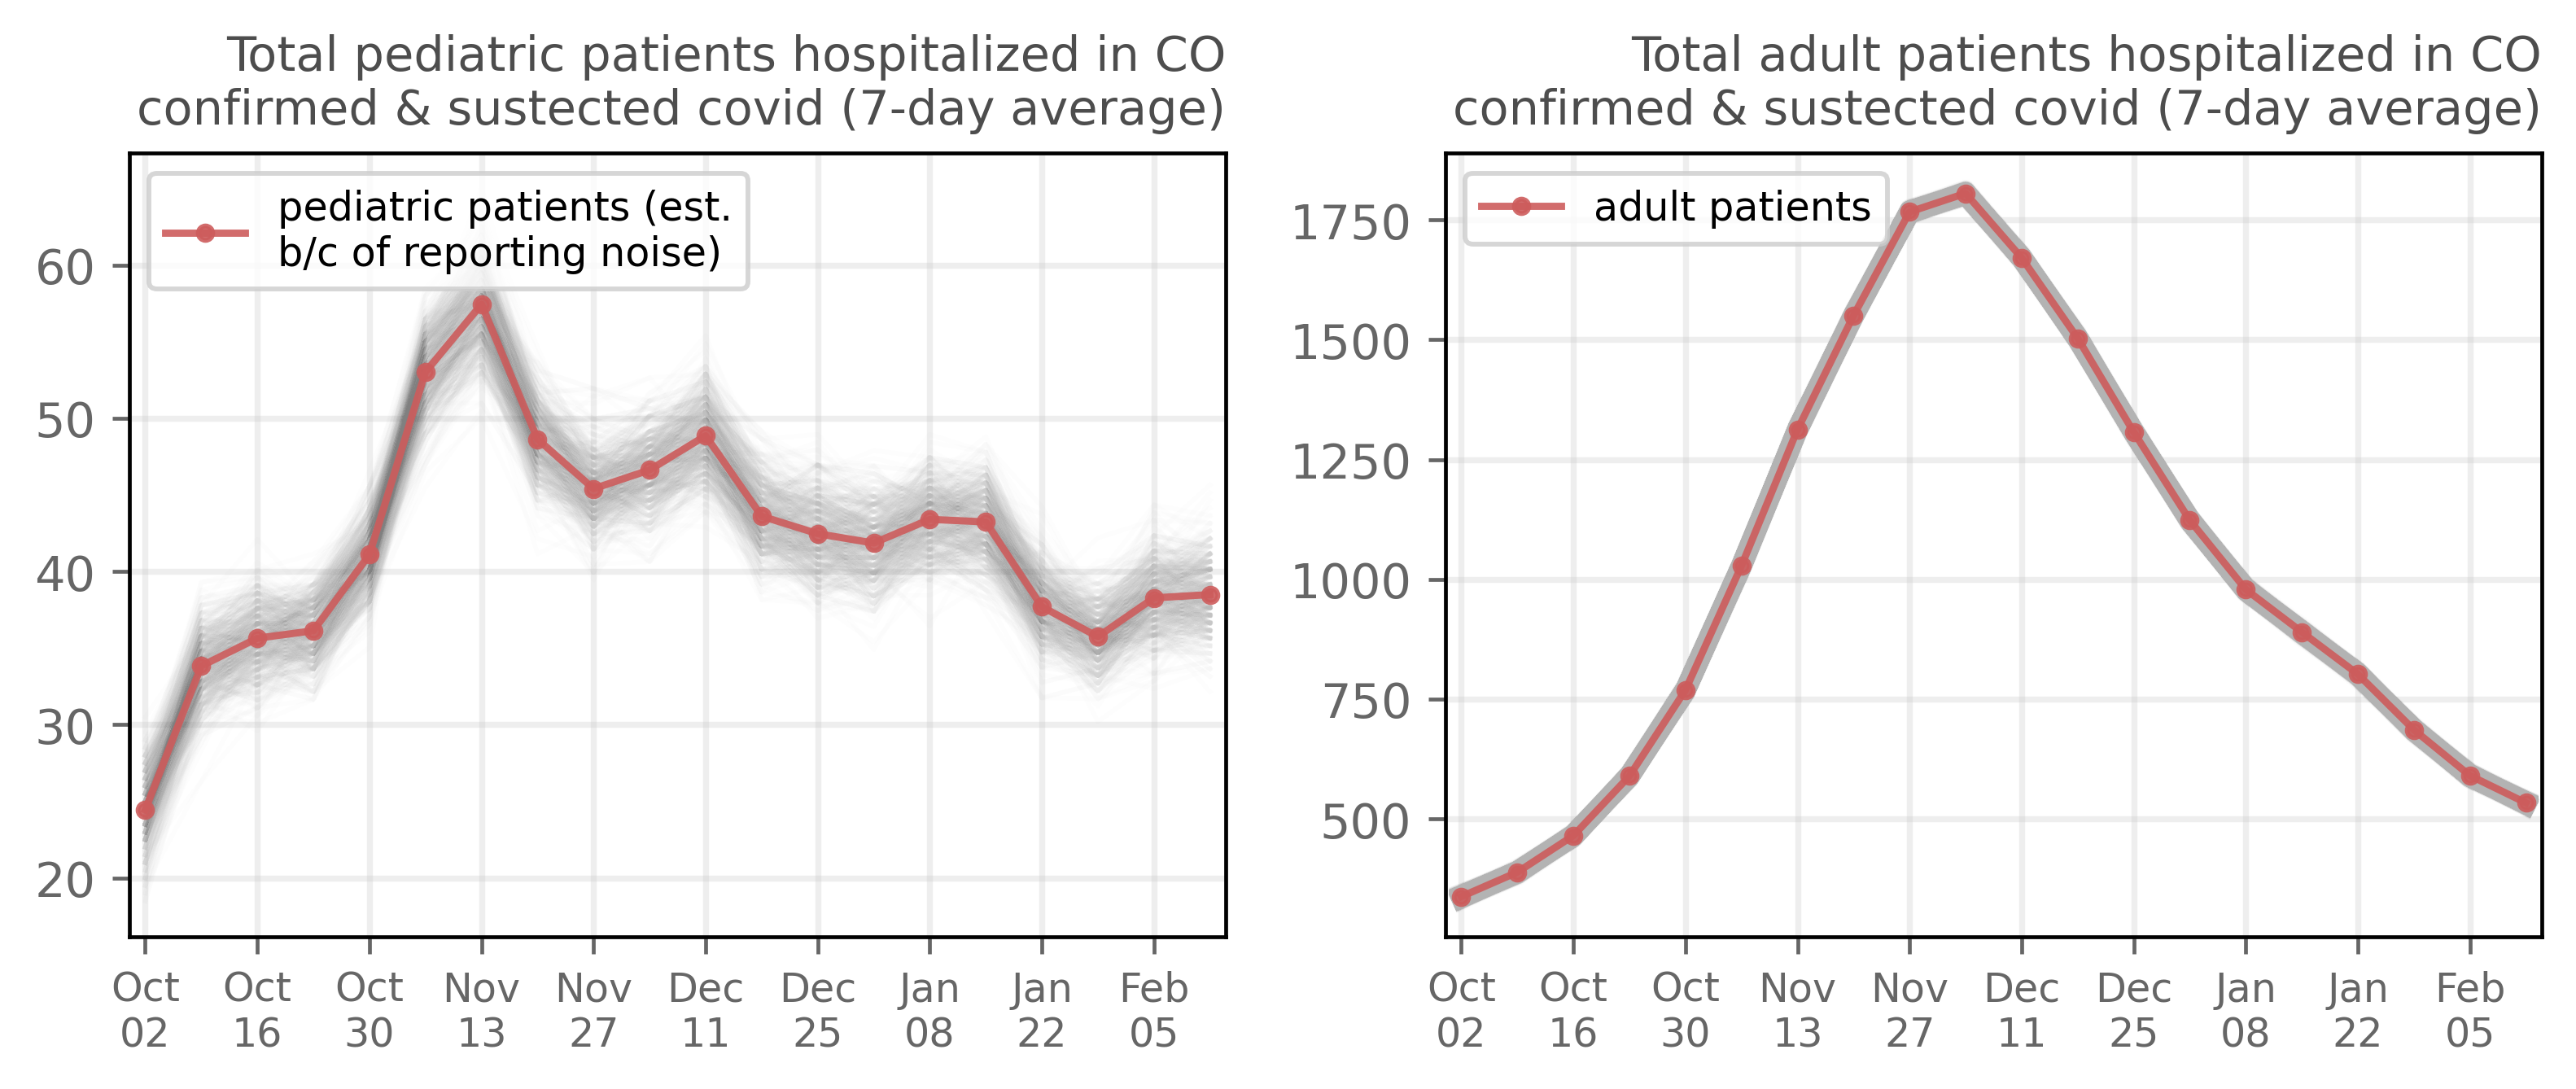 Total pediatric patients hospitalized in CO
confirmed & sustected covid (7-day average)
pediatric patients (est.
b/c of reporting noise)
60
50
40
30
20
Oct
02
Oct
16
Oct
30
Nov
13
Nov
27
Dec
11
Dec
25
Jan
08
Jan
22
Feb
05
Total adult patients hospitalized in CO
confirmed & sustected covid (7-day average)
adult patients
1750
1500
1250
1000
750
500
Oct
02
Oct
16
Oct
30
Nov
13
Nov
27
Dec
11
Dec
25
Jan
08
Jan
22
Feb
05